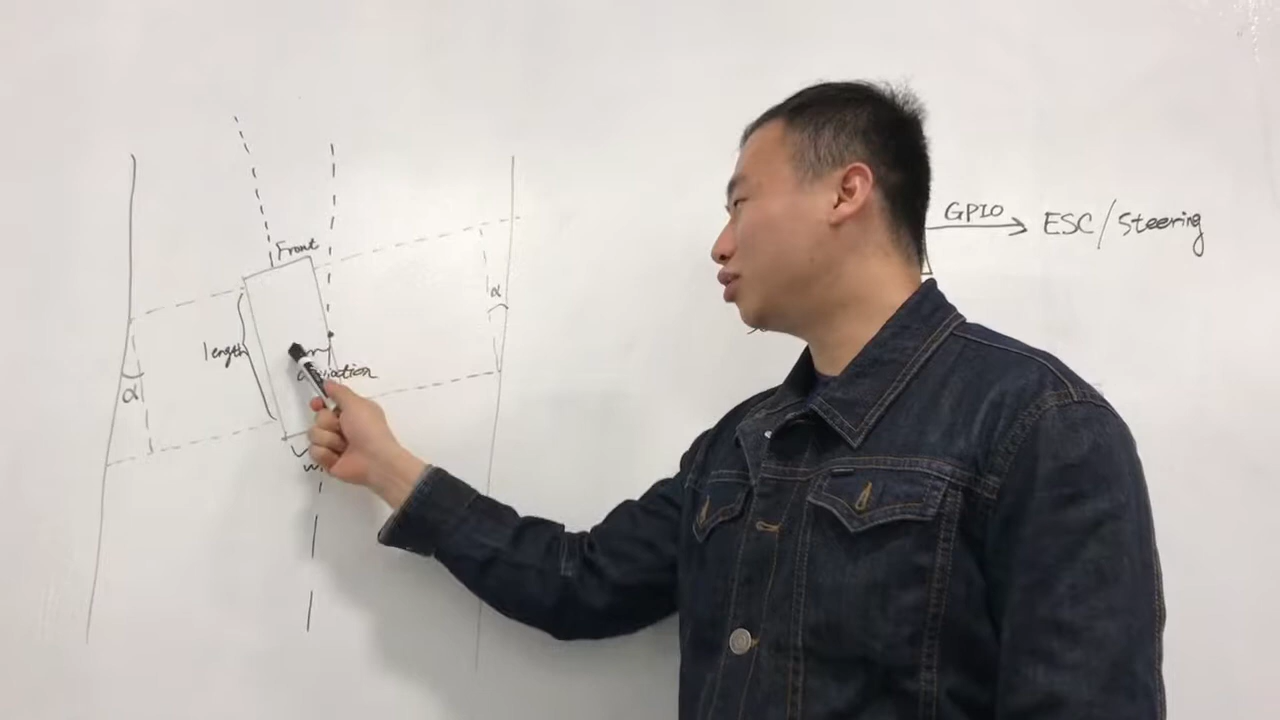 Front
GPIO
ESC/Steering
α
length
α